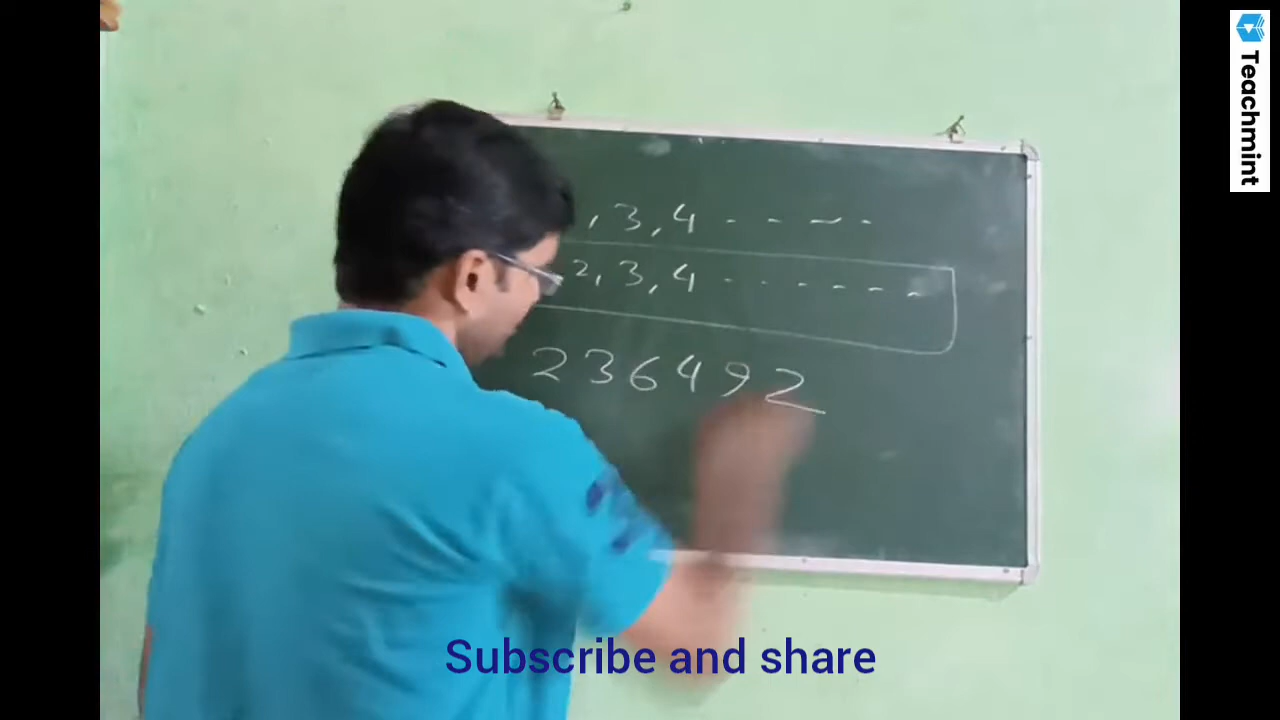 , 3, 4 - - - -
2, 3, 4 - - - - - -
236492
Subscribe and share
Teachmint